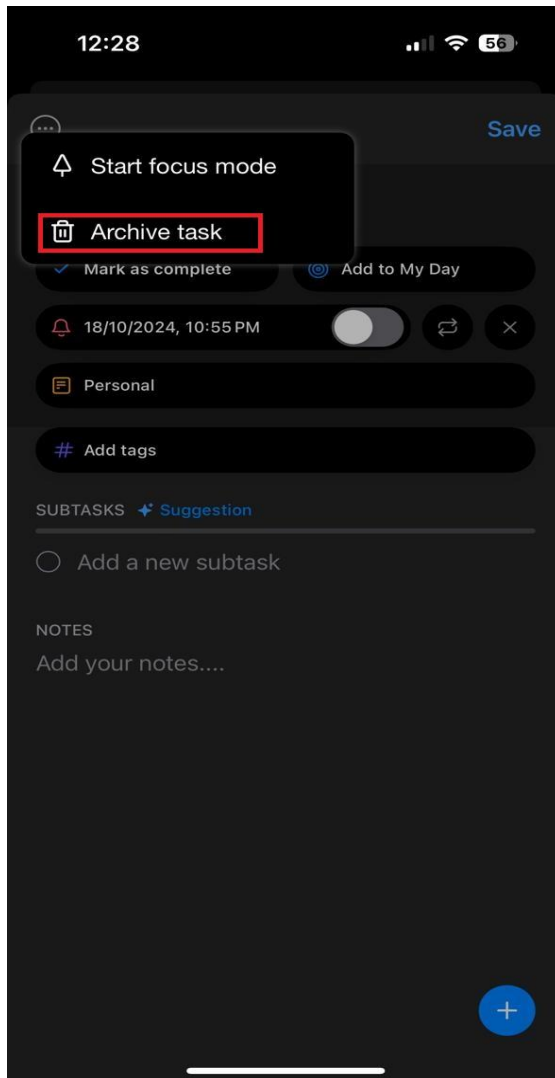 12:28
56
Save
Start focus mode
Archive task
Mark as complete
Add to My Day
18/10/2024, 10:55 PM
Personal
# Add tags
SUBTASKS Suggestion
Add a new subtask
NOTES
Add your notes....